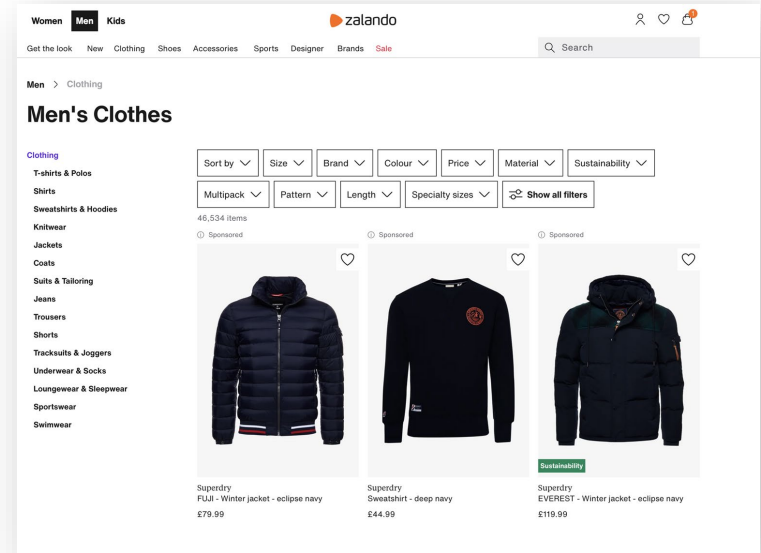 Women Men Kids
zalando
1
Get the look New Clothing Shoes Accessories Sports Designer Brands Sale
Search
Men > Clothing
Men's Clothes
Clothing
T-shirts & Polos
Shirts
Sweatshirts & Hoodies
Knitwear
Jackets
Coats
Suits & Tailoring
Jeans
Trousers
Shorts
Tracksuits & Joggers
Underwear & Socks
Loungewear & Sleepwear
Sportswear
Swimwear
Sort by Size Brand Colour Price Material Sustainability
Multipack Pattern Length Specialty sizes Show all filters
46,534 items
Sponsored Sponsored Sponsored
Sustainability
Superdry
FUJI - Winter jacket - eclipse navy
£79.99
Superdry
Sweatshirt - deep navy
£44.99
Superdry
EVEREST - Winter jacket - eclipse navy
£119.99